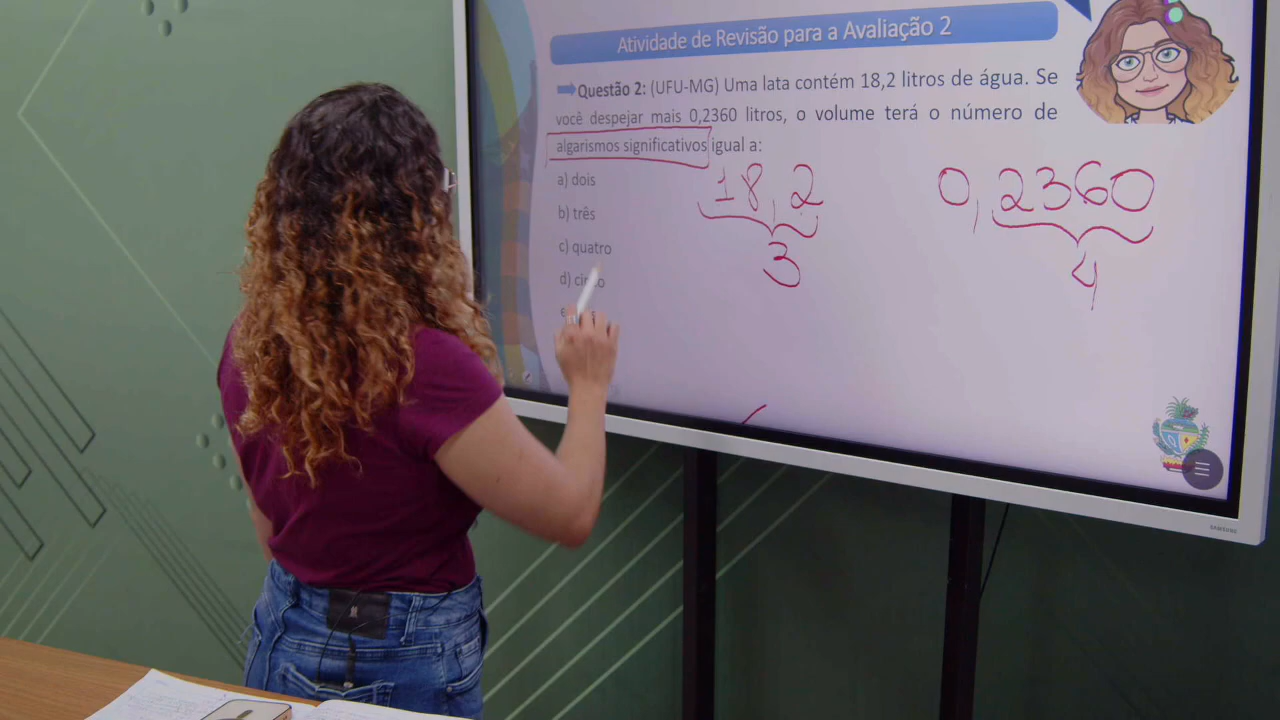 Atividade de Revisão para a Avaliação 2
Questão 2: (UFU-MG) Uma lata contém 18,2 litros de água. Se
você despejar mais 0,2360 litros, o volume terá o número de
algarismos significativos igual a:
a) dois
b) três
c) quatro
d)
18,2
3
0,2360
4
SAMSUNG